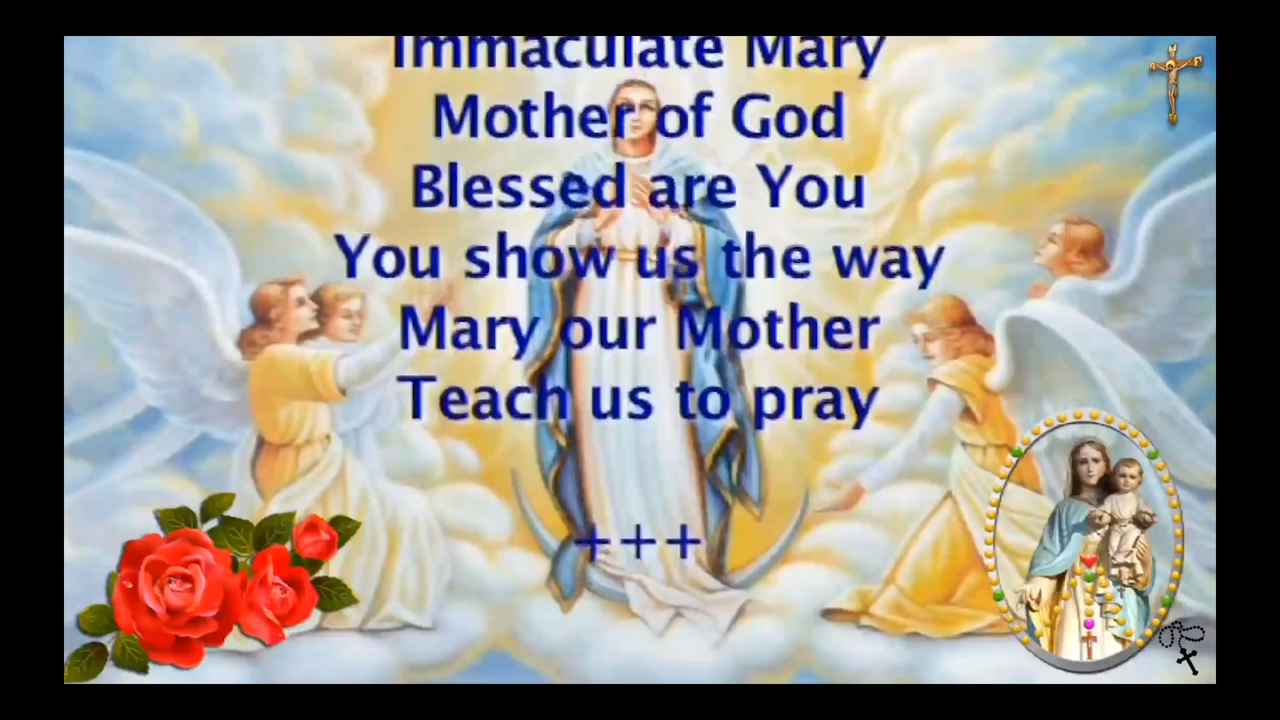 Immaculate Mary
Mother of God
Blessed are You
You show us the way
Mary our Mother
Teach us to pray
+++